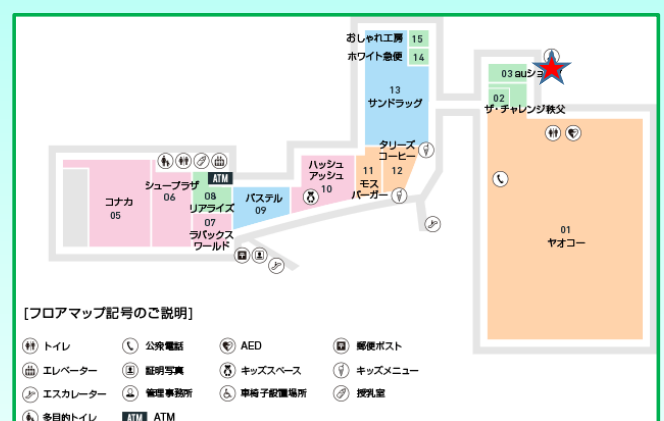 おしゃれ工房 15
ホワイト急便 14
13
サンドラッグ
03 auショ
02
ザ・チャレンジ秩父
タリーズ
コーヒー
12
11
モス
バーガー
ハッシュ
アッシュ
10
ATM
シュープラザ
06
コナカ
05
08
リアライズ
パステル
09
07
ラパックス
ワールド
01
ヤオコー
[フロアマップ記号のご説明]
トイレ 公衆電話 AED 郵便ポスト
エレベーター 証明写真 キッズスペース キッズメニュー
エスカレーター 管理事務所 車椅子設置場所 授乳室
多目的トイレ ATM ATM